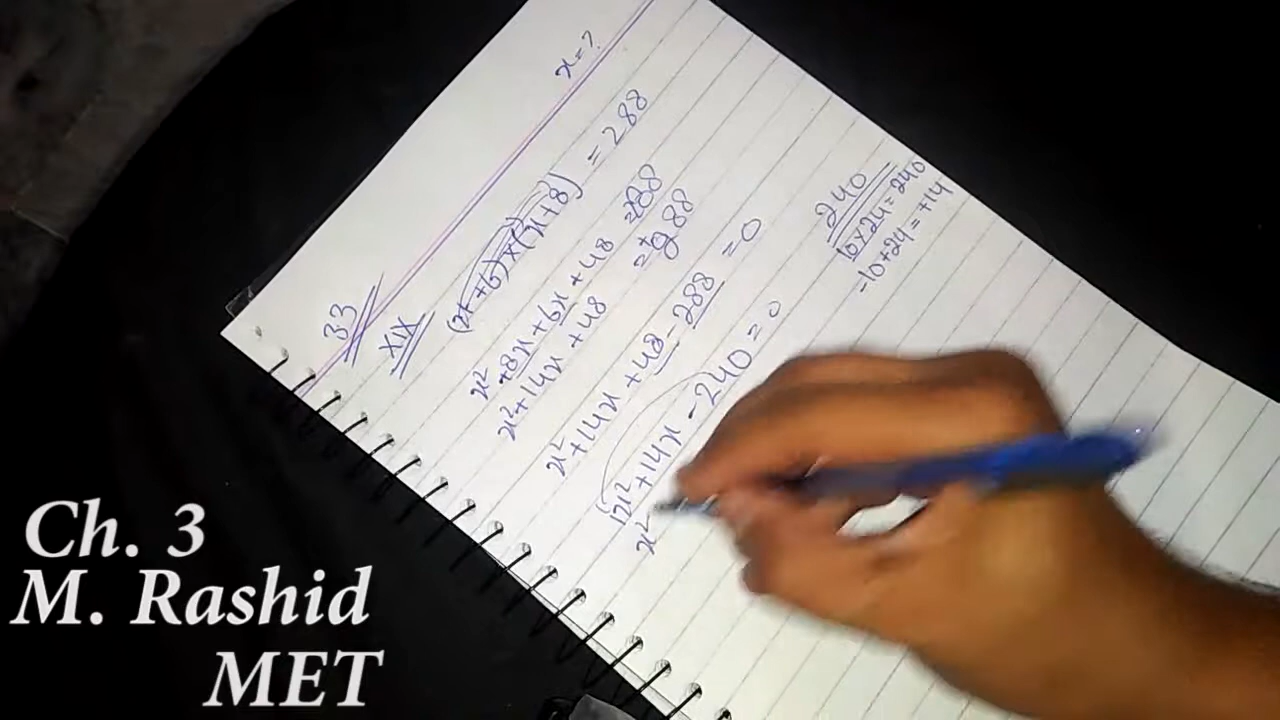 x = ?
33
XIX
(x + 6) × (x + 8) = 288
x² + 8x + 6x + 48 = 288
x² + 14x + 48 = + 288
x² + 14x + 48 - 288 = 0
1x² + 14x - 240 = 0
x²
240
10 × 24 = 240
-10 + 24 = +14
Ch. 3
M. Rashid
MET